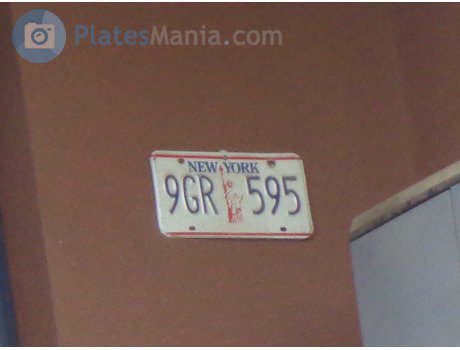 PlatesMania.com
NEW YORK
9GR 595